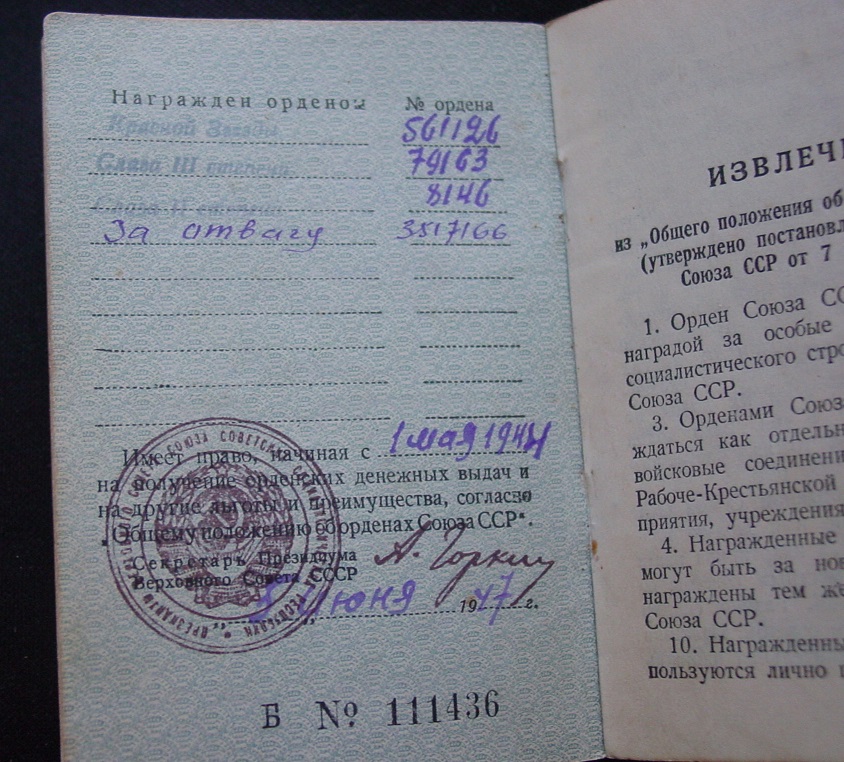 Награжден орденом № ордена
Красной Звезды 561126
Слава III степени 79163
Слава II степени 8146
За отвагу 3517166
Имеет право, начиная с 1 мая 1944
на получение орденских денежных выдач и
на другие льготы и преимущества, согласно
„Общему положению об орденах Союза ССР“.
Секретарь Президиума
Верховного Совета СССР А. Горкин
5 июня 1947 г.
Б № 111436
ИЗВЛЕЧ
из „Общего положения об
(утверждено постановл
Союза ССР от 7
1. Орден Союза СС
наградой за особые
социалистического стро
Союза ССР.
3. Орденами Союз
ждаться как отдельн
войсковые соединени
Рабоче-Крестьянской
приятия, учреждения
4. Награжденные
могут быть за нов
награждены тем же
Союза ССР.
10. Награжденны
пользуются лично